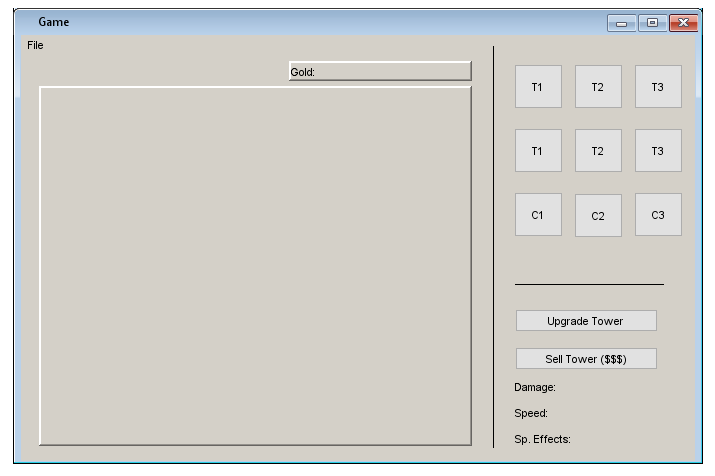 Game
File
Gold:
T1 T2 T3
T1 T2 T3
C1 C2 C3
Upgrade Tower
Sell Tower ($$$)
Damage:
Speed:
Sp. Effects: